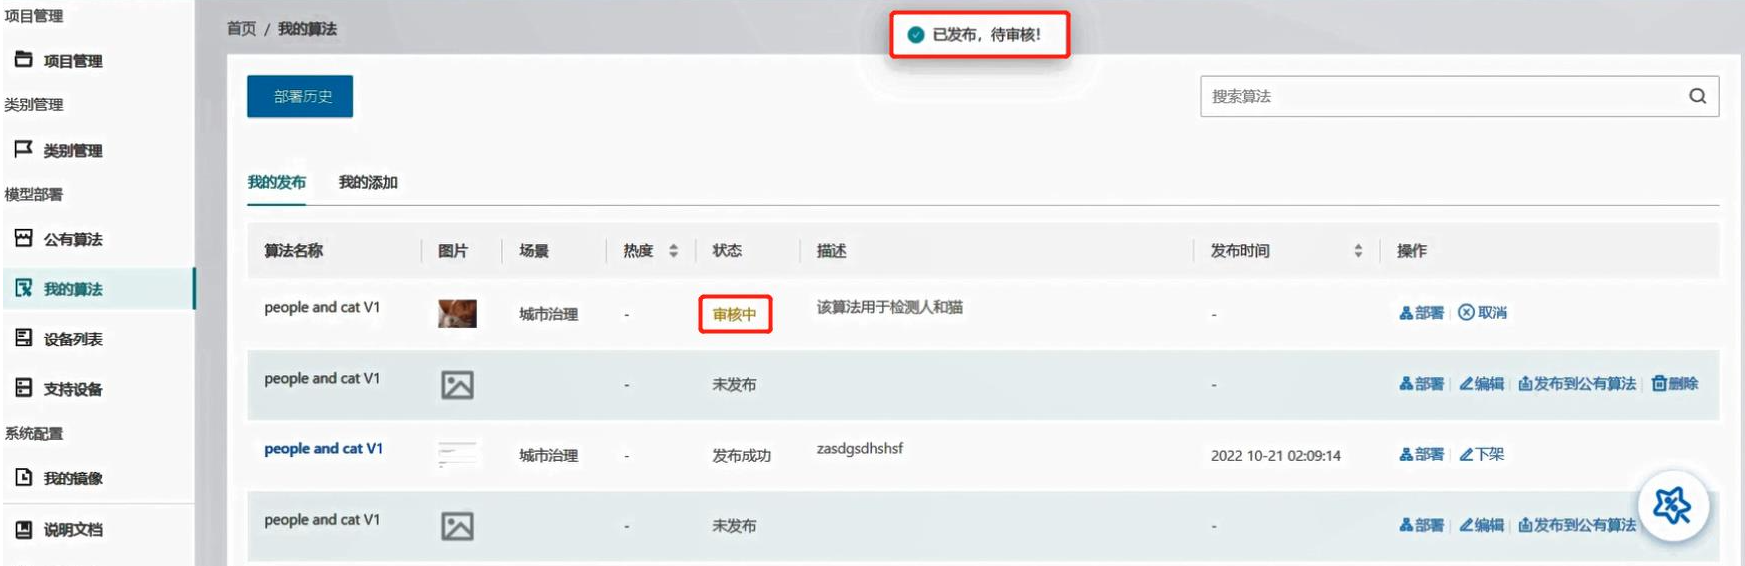 项目管理
项目管理
类别管理
类别管理
模型部署
公有算法
我的算法
设备列表
支持设备
系统配置
我的镜像
说明文档
首页 / 我的算法
已发布，待审核！
部署历史
搜索算法
我的发布 我的添加
算法名称 图片 场景 热度 状态 描述 发布时间 操作
people and cat V1 城市治理 - 审核中 该算法用于检测人和猫 - 部署 取消
people and cat V1 - 未发布 - 部署 编辑 发布到公有算法 删除
people and cat V1 城市治理 - 发布成功 zasdgsdhshsf 2022 10-21 02:09:14 部署 下架
people and cat V1 - 未发布 - 部署 编辑 发布到公有算法